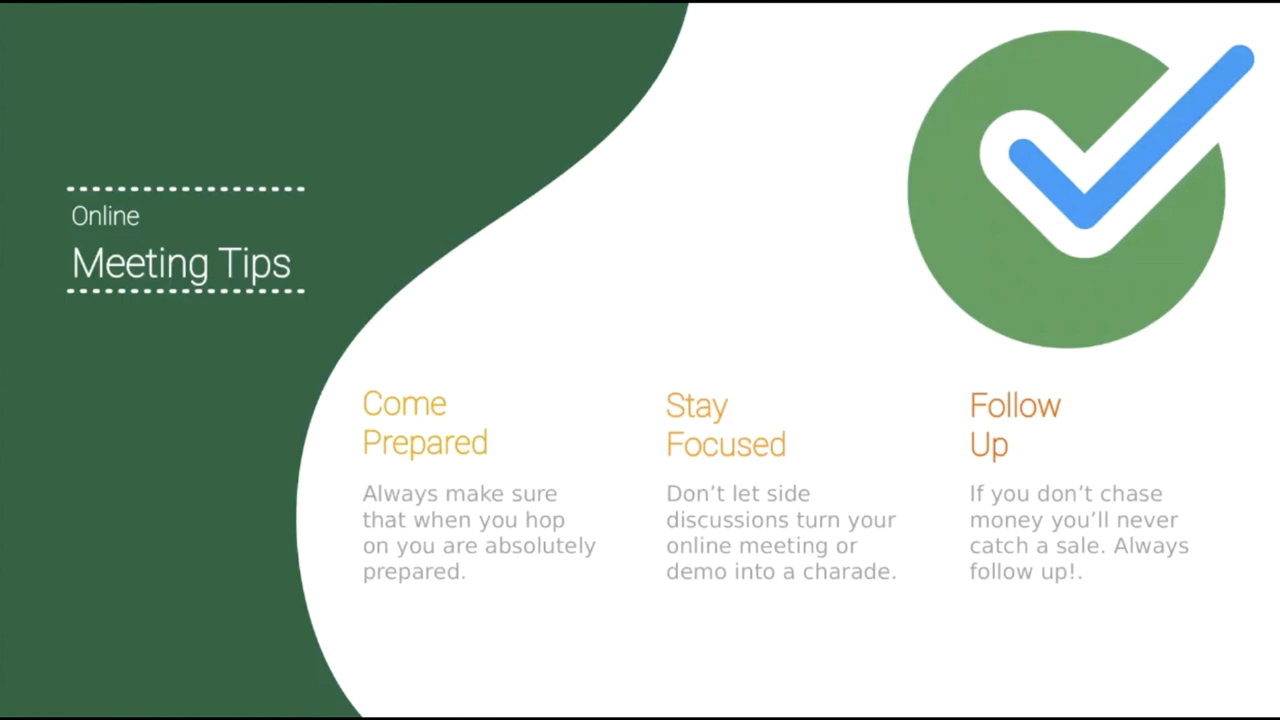 Online
Meeting Tips
Come
Prepared
Always make sure
that when you hop
on you are absolutely
prepared.
Stay
Focused
Don’t let side
discussions turn your
online meeting or
demo into a charade.
Follow
Up
If you don’t chase
money you’ll never
catch a sale. Always
follow up!.